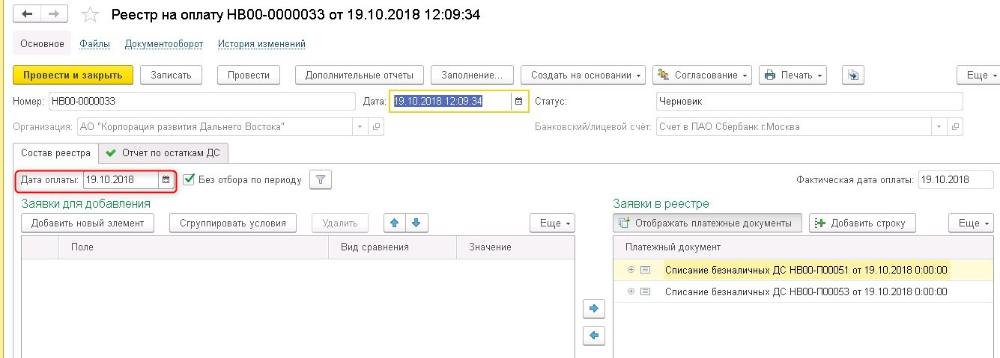 Реестр на оплату НВ00-0000033 от 19.10.2018 12:09:34
Основное Файлы Документооборот История изменений
Провести и закрыть Записать Провести Дополнительные отчеты Заполнение... Создать на основании Согласование Печать Еще
Номер: НВ00-0000033 Дата: 19.10.2018 12:09:34 Статус: Черновик
Организация: АО "Корпорация развития Дальнего Востока" Банковский/лицевой счёт: Счет в ПАО Сбербанк г.Москва
Состав реестра Отчет по остаткам ДС
Дата оплаты: 19.10.2018 Без отбора по периоду Фактическая дата оплаты: 19.10.2018
Заявки для добавления Заявки в реестре
Добавить новый элемент Сгруппировать условия Удалить Еще Отображать платежные документы Добавить строку Еще
Поле Вид сравнения Значение Платежный документ
Списание безналичных ДС НВ00-П00051 от 19.10.2018 0:00:00
Списание безналичных ДС НВ00-П00053 от 19.10.2018 0:00:00